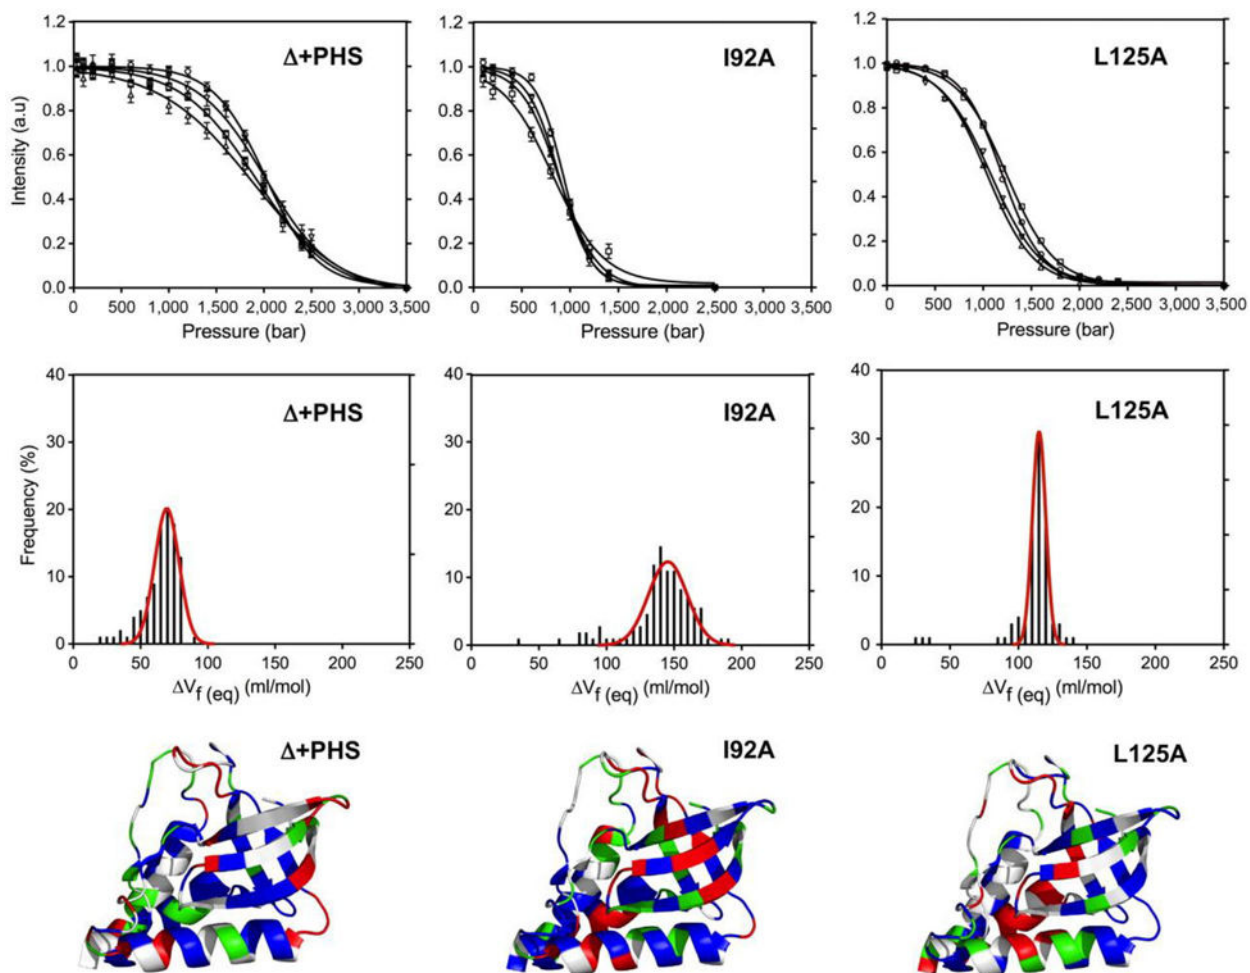 Δ+PHS
I92A
L125A
Intensity (a.u)
1.2
1.0
0.8
0.6
0.4
0.2
0.0
0 500 1,000 1,500 2,000 2,500 3,000 3,500
Pressure (bar)
1.2
1.0
0.8
0.6
0.4
0.2
0.0
0 500 1,000 1,500 2,000 2,500 3,000 3,500
Pressure (bar)
1.2
1.0
0.8
0.6
0.4
0.2
0.0
0 500 1,000 1,500 2,000 2,500 3,000 3,500
Pressure (bar)
Δ+PHS
I92A
L125A
Frequency (%)
40
30
20
10
0
0 50 100 150 200 250
ΔVf (eq) (ml/mol)
40
30
20
10
0
0 50 100 150 200 250
ΔVf (eq) (ml/mol)
40
30
20
10
0
0 50 100 150 200 250
ΔVf (eq) (ml/mol)
Δ+PHS
I92A
L125A